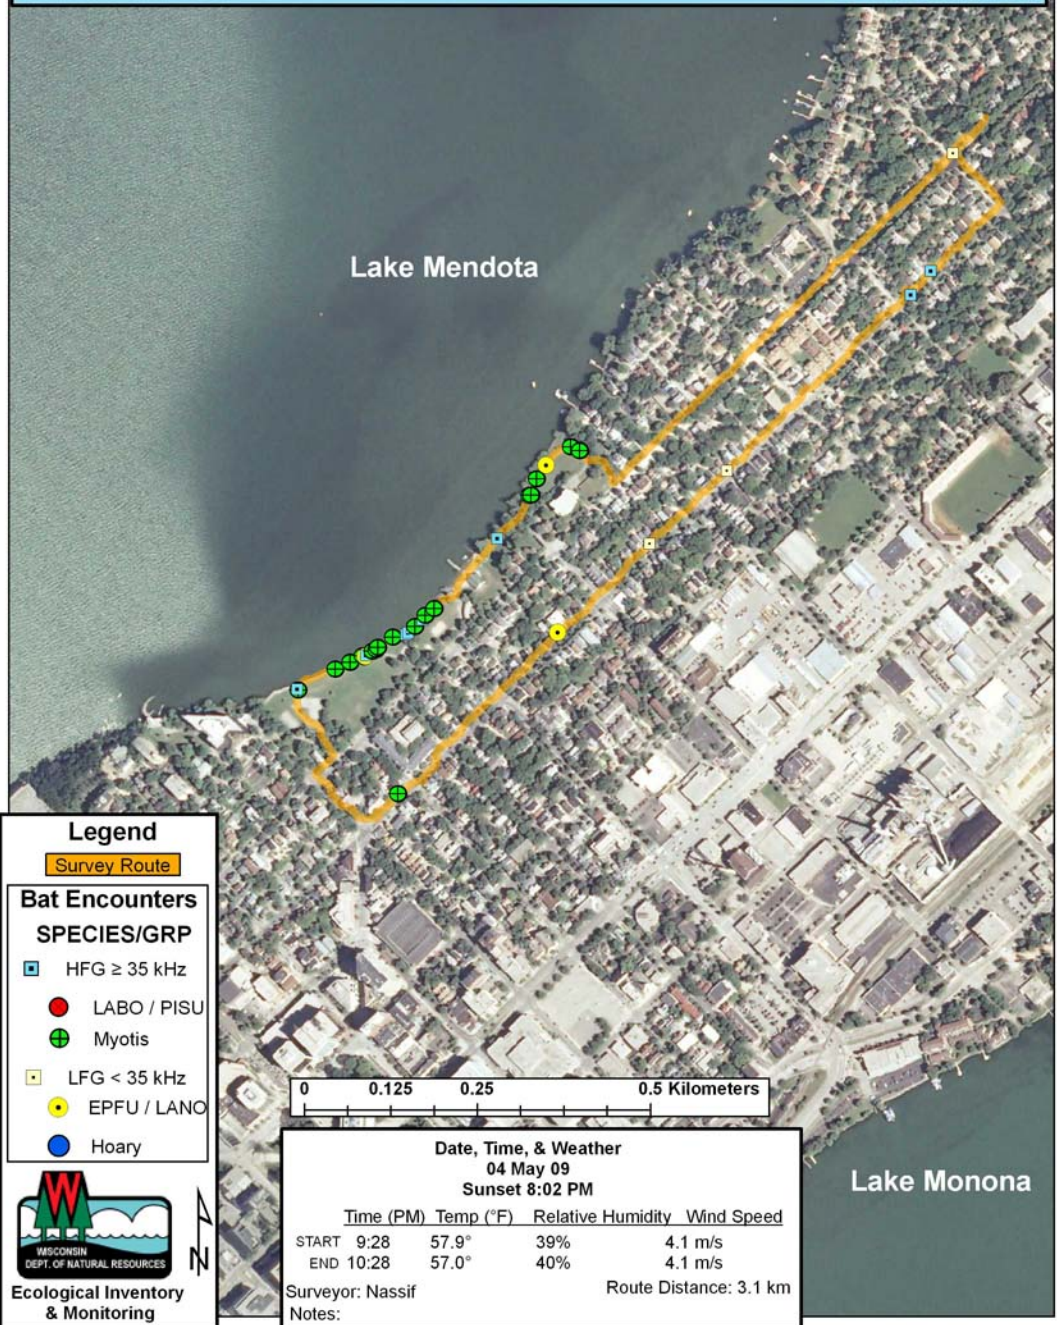 Lake Mendota
Legend
Survey Route
Bat Encounters
SPECIES/GRP
HFG ≥ 35 kHz
LABO / PISU
Myotis
LFG < 35 kHz
EPFU / LANO
Hoary
W
WISCONSIN
DEPT. OF NATURAL RESOURCES
N
Ecological Inventory
& Monitoring
0 0.125 0.25 0.5 Kilometers
Date, Time, & Weather
04 May 09
Sunset 8:02 PM
Time (PM) Temp (°F) Relative Humidity Wind Speed
START 9:28 57.9° 39% 4.1 m/s
END 10:28 57.0° 40% 4.1 m/s
Surveyor: Nassif Route Distance: 3.1 km
Notes:
Lake Monona